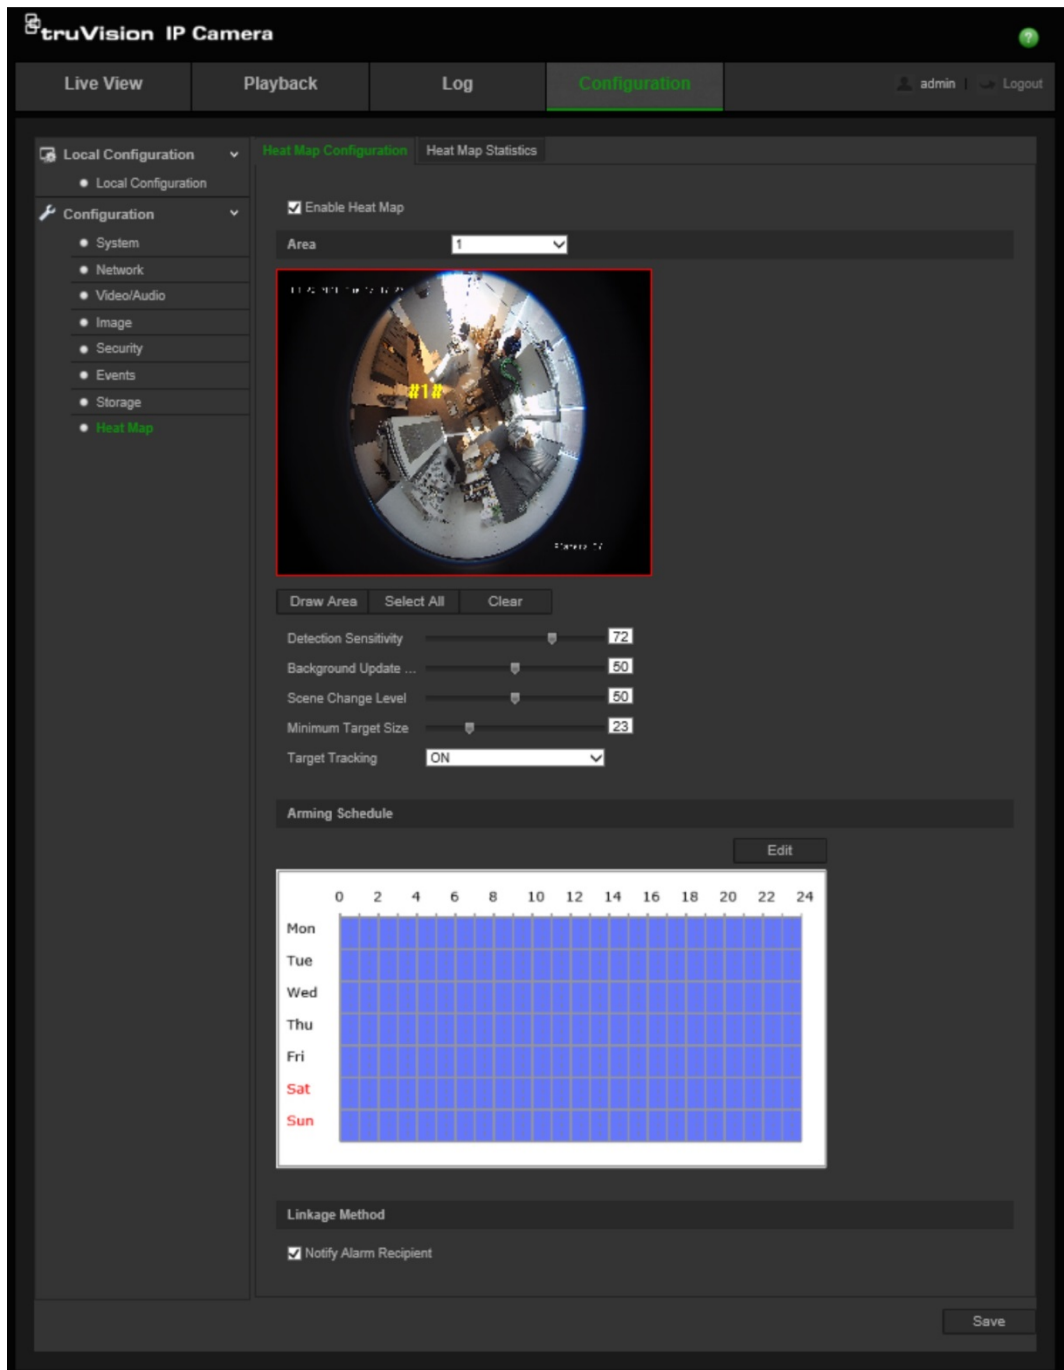 truVision IP Camera
Live View Playback Log Configuration admin | Logout
Local Configuration
Local Configuration
Configuration
System
Network
Video/Audio
Image
Security
Events
Storage
Heat Map
Heat Map Configuration Heat Map Statistics
Enable Heat Map
Area 1
#1#
Draw Area Select All Clear
Detection Sensitivity 72
Background Update ... 50
Scene Change Level 50
Minimum Target Size 23
Target Tracking ON
Arming Schedule
Edit
0 2 4 6 8 10 12 14 16 18 20 22 24
Mon
Tue
Wed
Thu
Fri
Sat
Sun
Linkage Method
Notify Alarm Recipient
Save